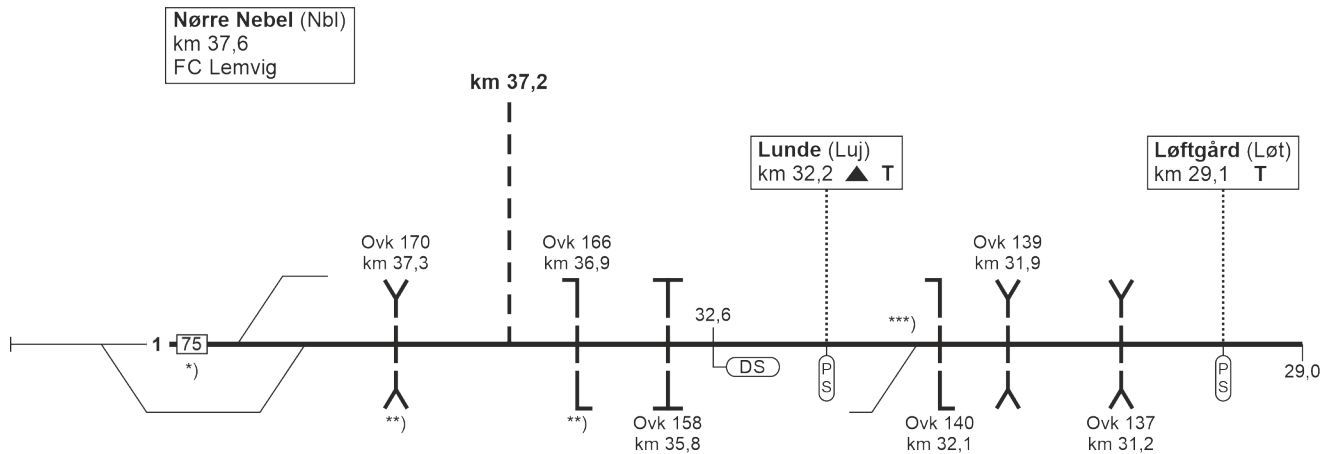 Nørre Nebel (Nbl)
km 37,6
FC Lemvig
km 37,2
Lunde (Luj)
km 32,2 ▲ T
Løftgård (Løt)
km 29,1 T
Ovk 170
km 37,3
Ovk 166
km 36,9
Ovk 139
km 31,9
32,6
***)
1 75
*)
DS
PS
PS
29,0
**)
**)
Ovk 158
km 35,8
Ovk 140
km 32,1
Ovk 137
km 31,2